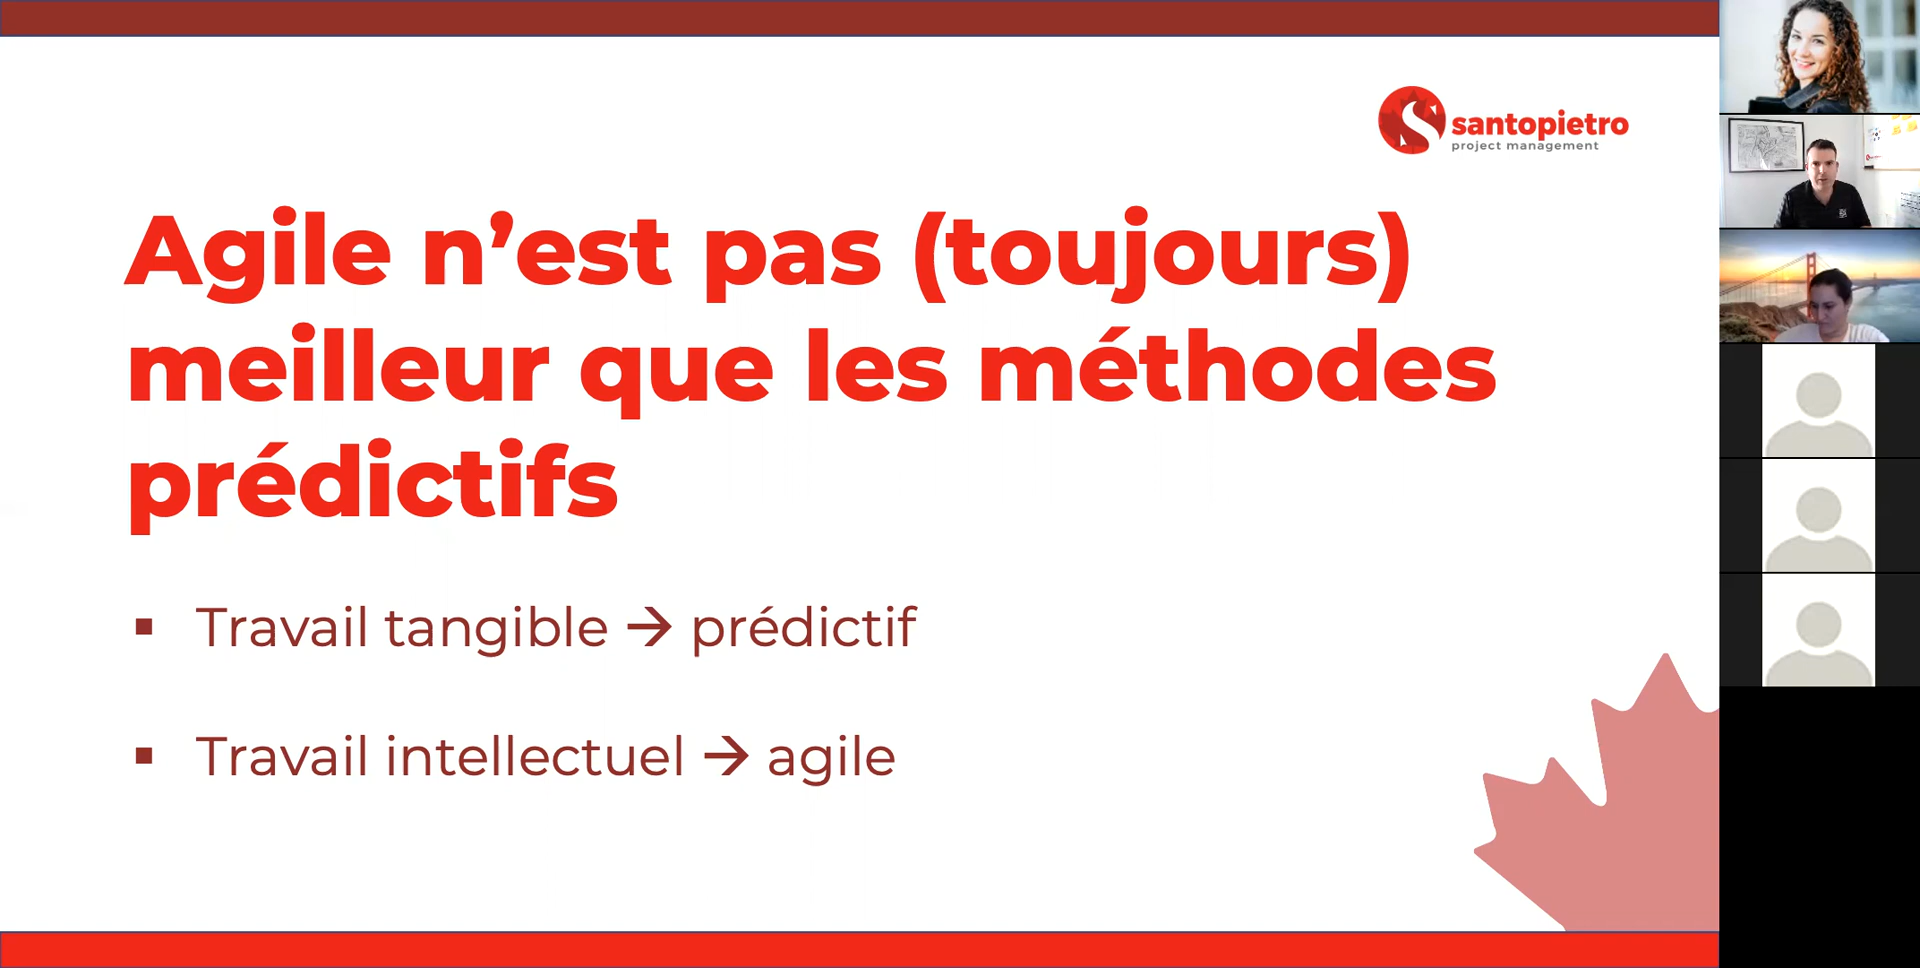 santopietro
project management
Agile n’est pas (toujours)
meilleur que les méthodes
prédictifs
▪ Travail tangible → prédictif
▪ Travail intellectuel → agile